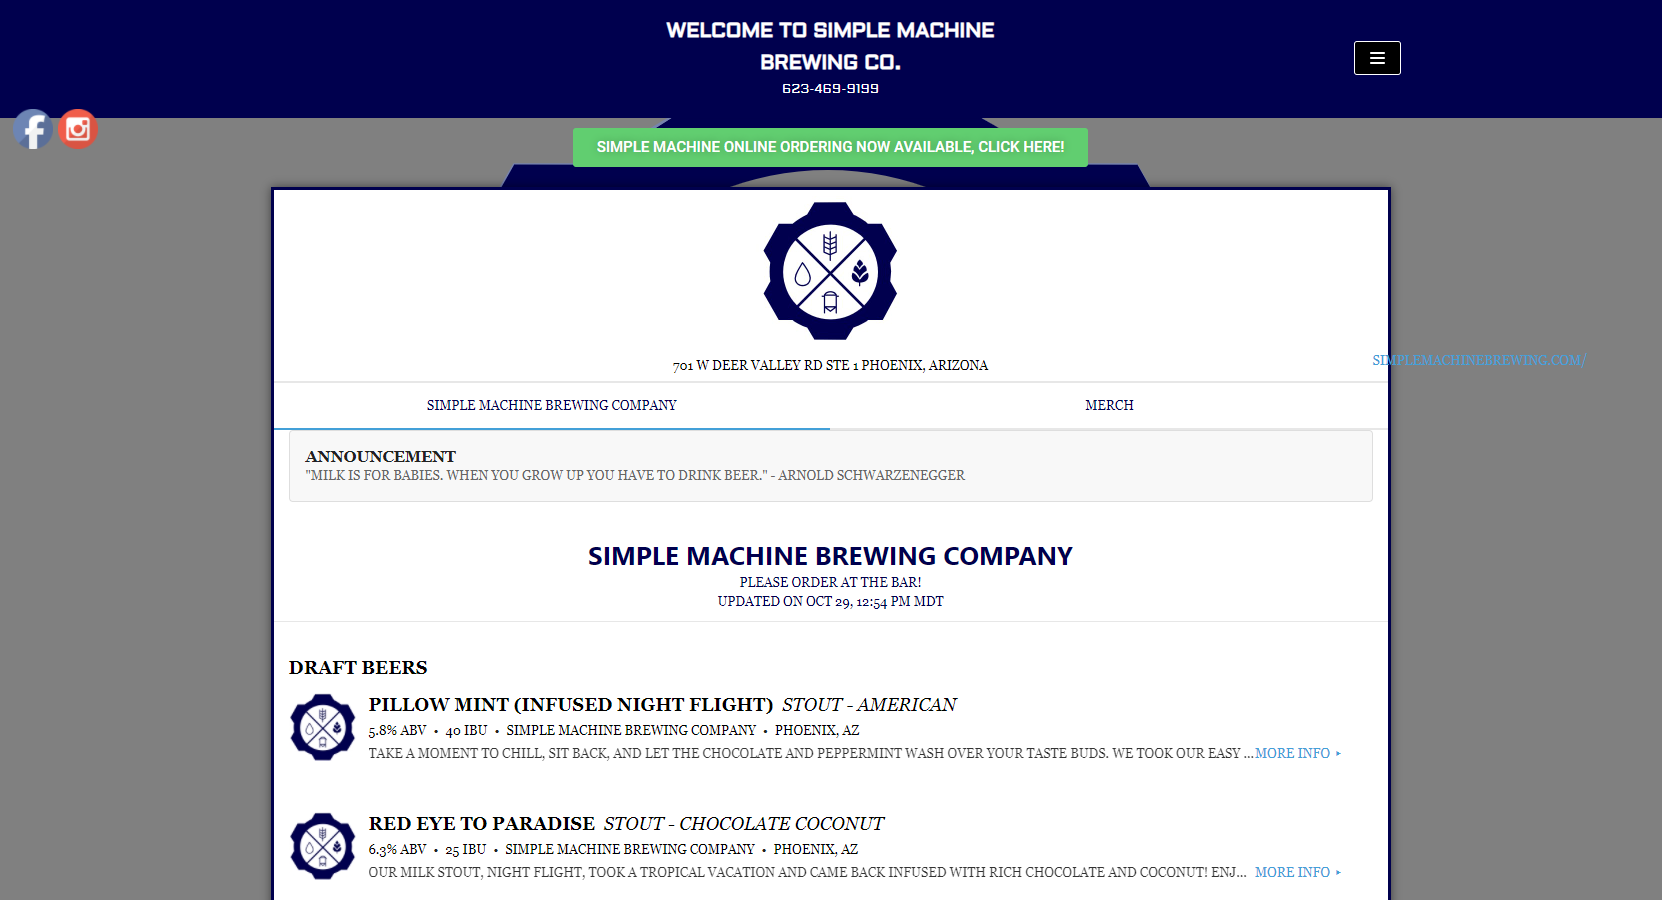 WELCOME TO SIMPLE MACHINE
BREWING CO.
623-469-9199
SIMPLE MACHINE ONLINE ORDERING NOW AVAILABLE, CLICK HERE!
701 W DEER VALLEY RD STE 1 PHOENIX, ARIZONA
SIMPLEMACHINEBREWING.COM/
SIMPLE MACHINE BREWING COMPANY
MERCH
ANNOUNCEMENT
"MILK IS FOR BABIES. WHEN YOU GROW UP YOU HAVE TO DRINK BEER." - ARNOLD SCHWARZENEGGER
SIMPLE MACHINE BREWING COMPANY
PLEASE ORDER AT THE BAR!
UPDATED ON OCT 29, 12:54 PM MDT
DRAFT BEERS
PILLOW MINT (INFUSED NIGHT FLIGHT) STOUT - AMERICAN
5.8% ABV • 40 IBU • SIMPLE MACHINE BREWING COMPANY • PHOENIX, AZ
TAKE A MOMENT TO CHILL, SIT BACK, AND LET THE CHOCOLATE AND PEPPERMINT WASH OVER YOUR TASTE BUDS. WE TOOK OUR EASY ... MORE INFO ▸
RED EYE TO PARADISE STOUT - CHOCOLATE COCONUT
6.3% ABV • 25 IBU • SIMPLE MACHINE BREWING COMPANY • PHOENIX, AZ
OUR MILK STOUT, NIGHT FLIGHT, TOOK A TROPICAL VACATION AND CAME BACK INFUSED WITH RICH CHOCOLATE AND COCONUT! ENJ... MORE INFO ▸